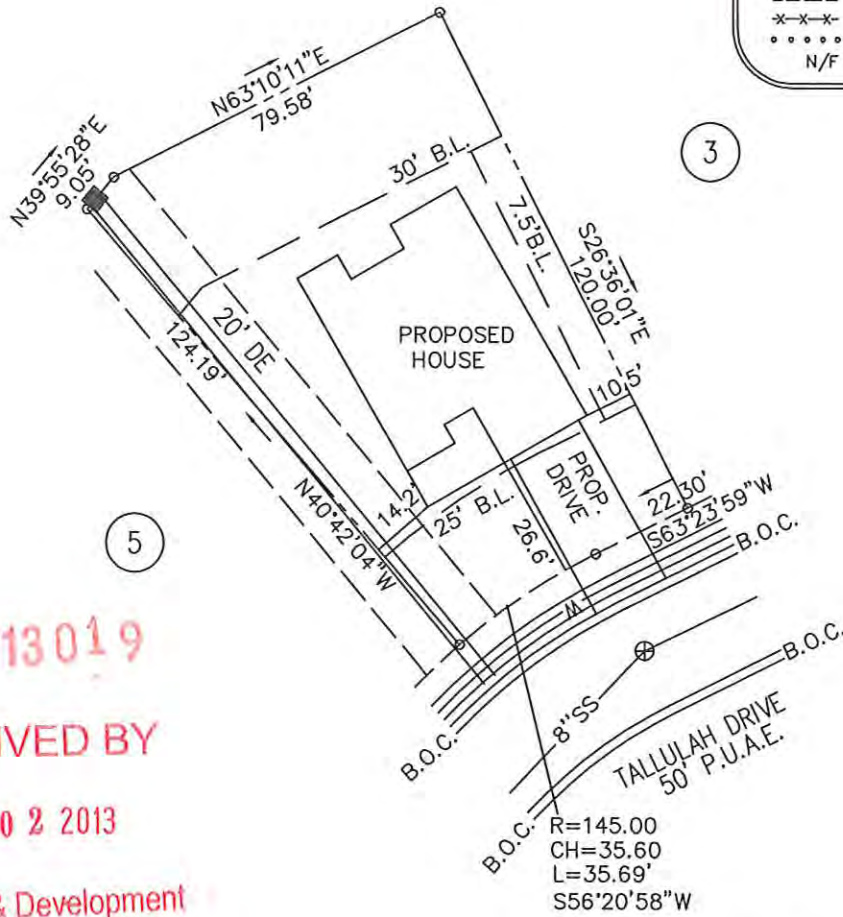 -X—X—X-
N/F
N63°10'11"E
79.58'
N39°55'28"E
9.05'
3
30' B.L.
7.5'B.L.
S26°36'01"E
120.00'
20' DE
124.19'
PROPOSED
HOUSE
10.5'
PROP.
DRIVE
14.2'
25' B.L.
26.6'
22.30'
S63°23'59"W
N40°42'04"W
5
W
B.O.C.
B.O.C.
B.O.C.
B.O.C.
8"SS
TALLULAH DRIVE
50' P.U.A.E.
R=145.00
CH=35.60
L=35.69'
S56°20'58"W
13019
IVED BY
02 2013
& Development